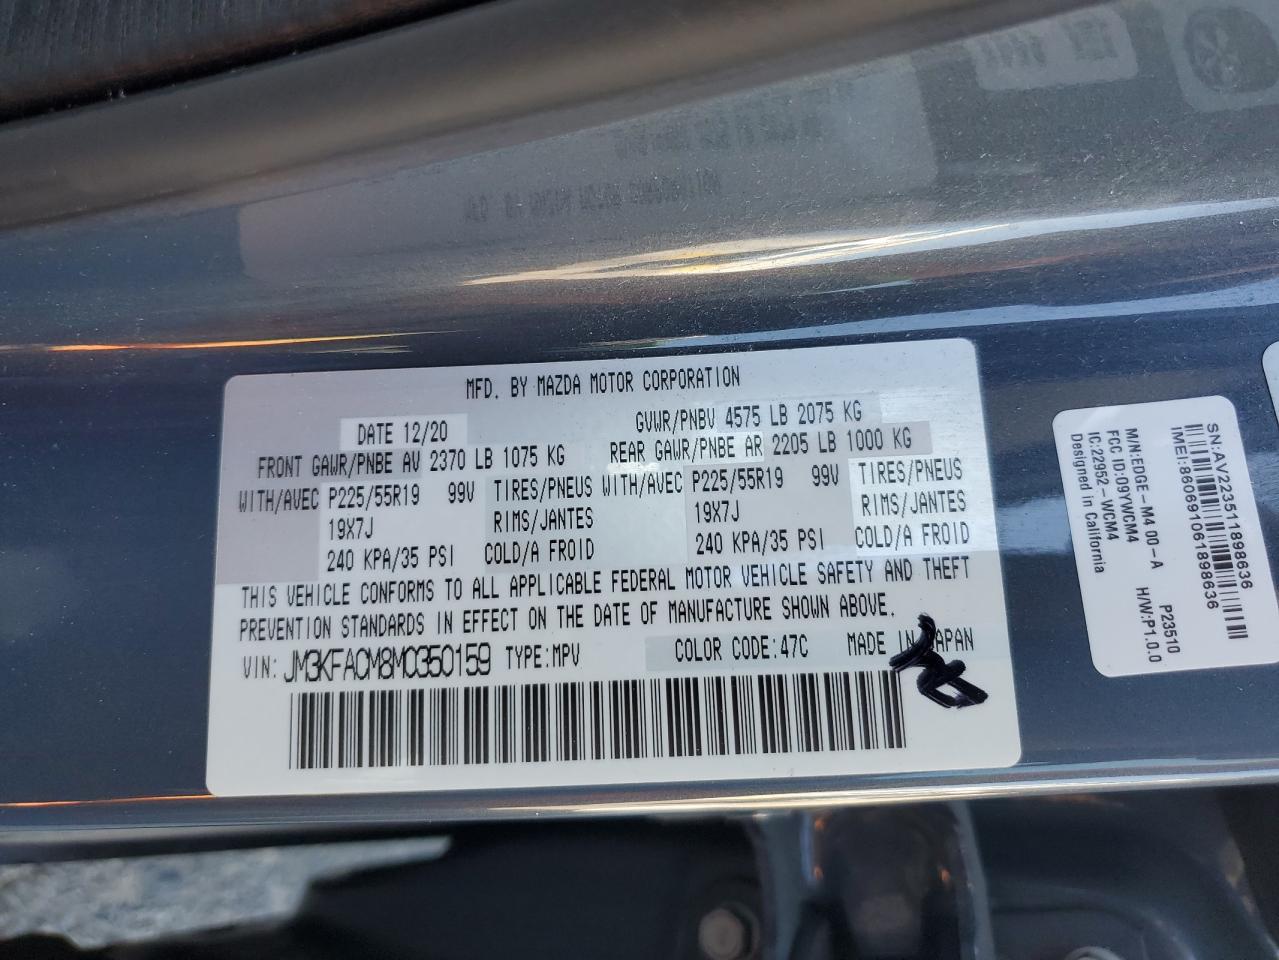 MFD. BY MAZDA MOTOR CORPORATION
DATE 12/20
GVWR/PNBV 4575 LB 2075 KG
FRONT GAWR/PNBE AV 2370 LB 1075 KG
REAR GAWR/PNBE AR 2205 LB 1000 KG
WITH/AVEC P225/55R19 99V TIRES/PNEUS
WITH/AVEC P225/55R19 99V TIRES/PNEUS
19X7J RIMS/JANTES
19X7J RIMS/JANTES
240 KPA/35 PSI COLD/A FROID
240 KPA/35 PSI COLD/A FROID
THIS VEHICLE CONFORMS TO ALL APPLICABLE FEDERAL MOTOR VEHICLE SAFETY AND THEFT
PREVENTION STANDARDS IN EFFECT ON THE DATE OF MANUFACTURE SHOWN ABOVE.
VIN: JM3KFACM8M0350159 TYPE:MPV COLOR CODE:47C MADE IN JAPAN
SN:AV223511898636
IMEI:860691061898636
M/N:EDGE-M4 00-A P23510
FCC ID:09YWCM4 H/W:P1.0.0
IC:22952-WCM4
Designed in California